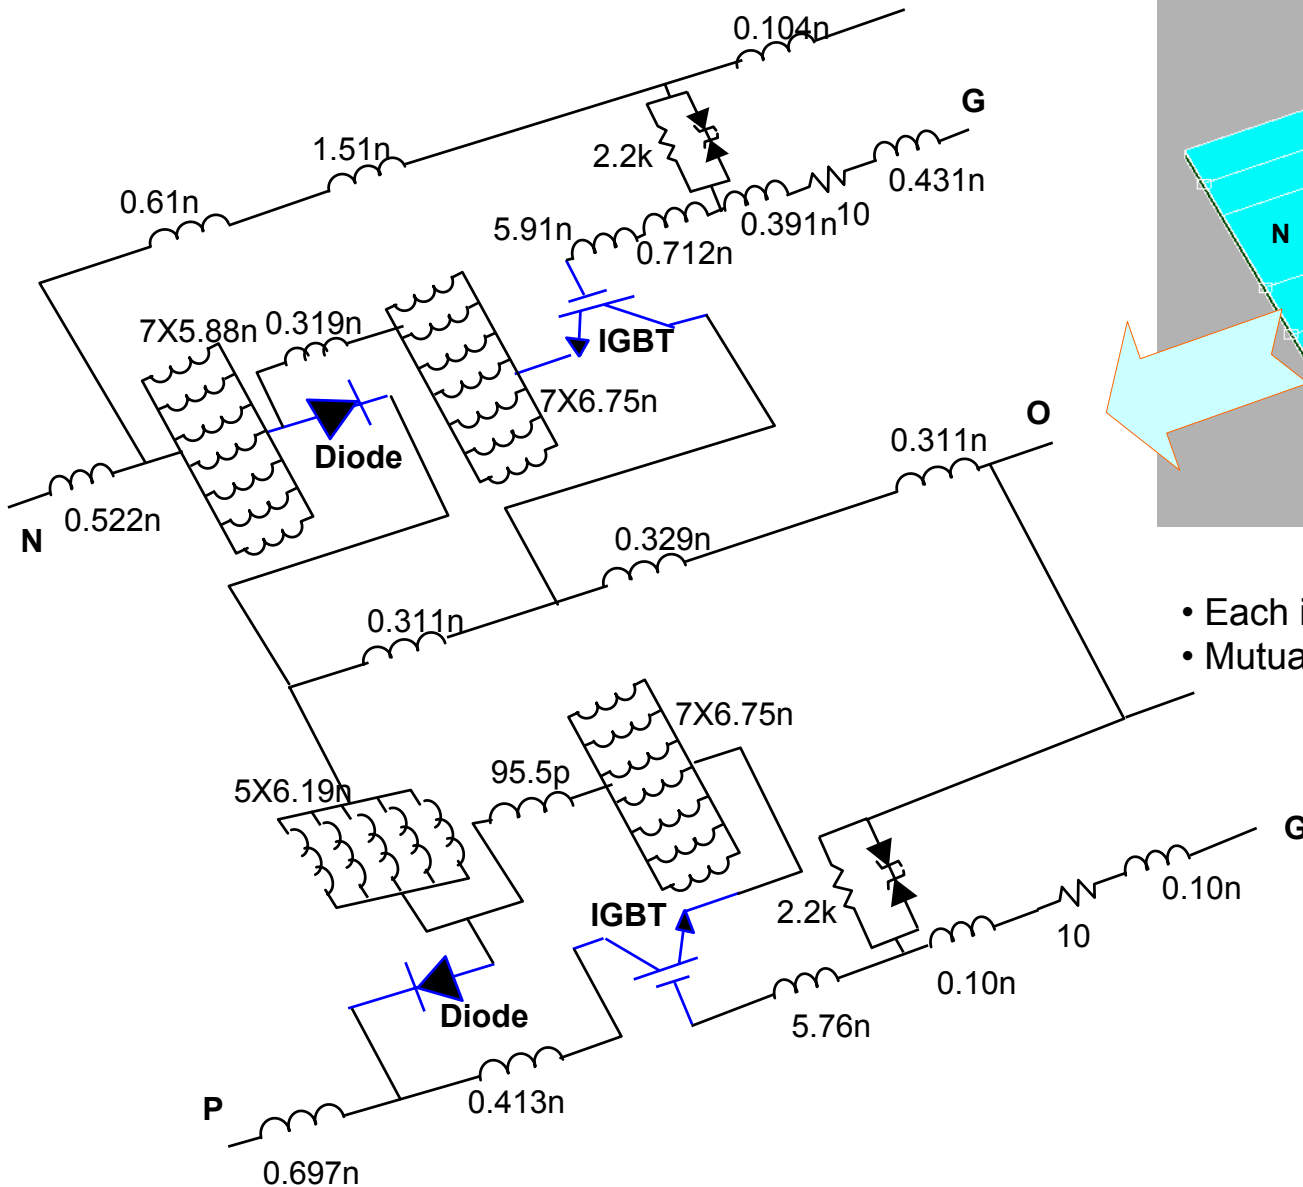 0.104n
G
1.51n
2.2k
0.431n
0.61n
5.91n
0.391n
10
0.712n
N
7X5.88n
0.319n
IGBT
7X6.75n
O
Diode
0.311n
0.522n
N
0.329n
• Each
0.311n
7X6.75n
95.5p
5X6.19n
G
0.10n
IGBT
2.2k
10
0.10n
Diode
5.76n
0.413n
P
0.697n